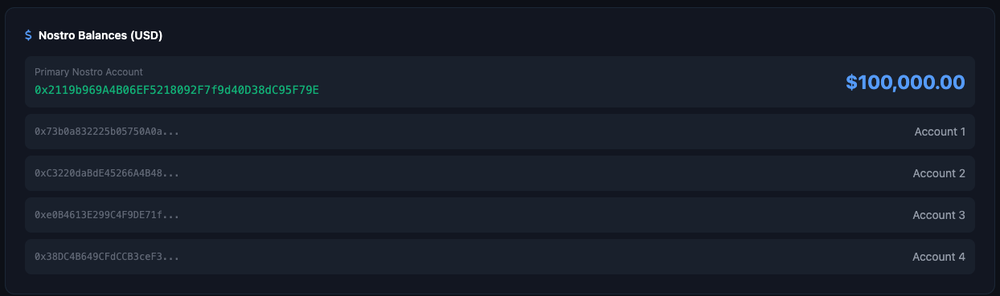 $ Nostro Balances (USD)
Primary Nostro Account
0x2119b969A4B06EF5218092F7f9d40D38dC95F79E
$100,000.00
0x73b0a832225b05750A0a...
Account 1
0xC3220daBdE45266A4B48...
Account 2
0xe0B4613E299C4F9DE71f...
Account 3
0x38DC4B649CFdCCB3ceF3...
Account 4